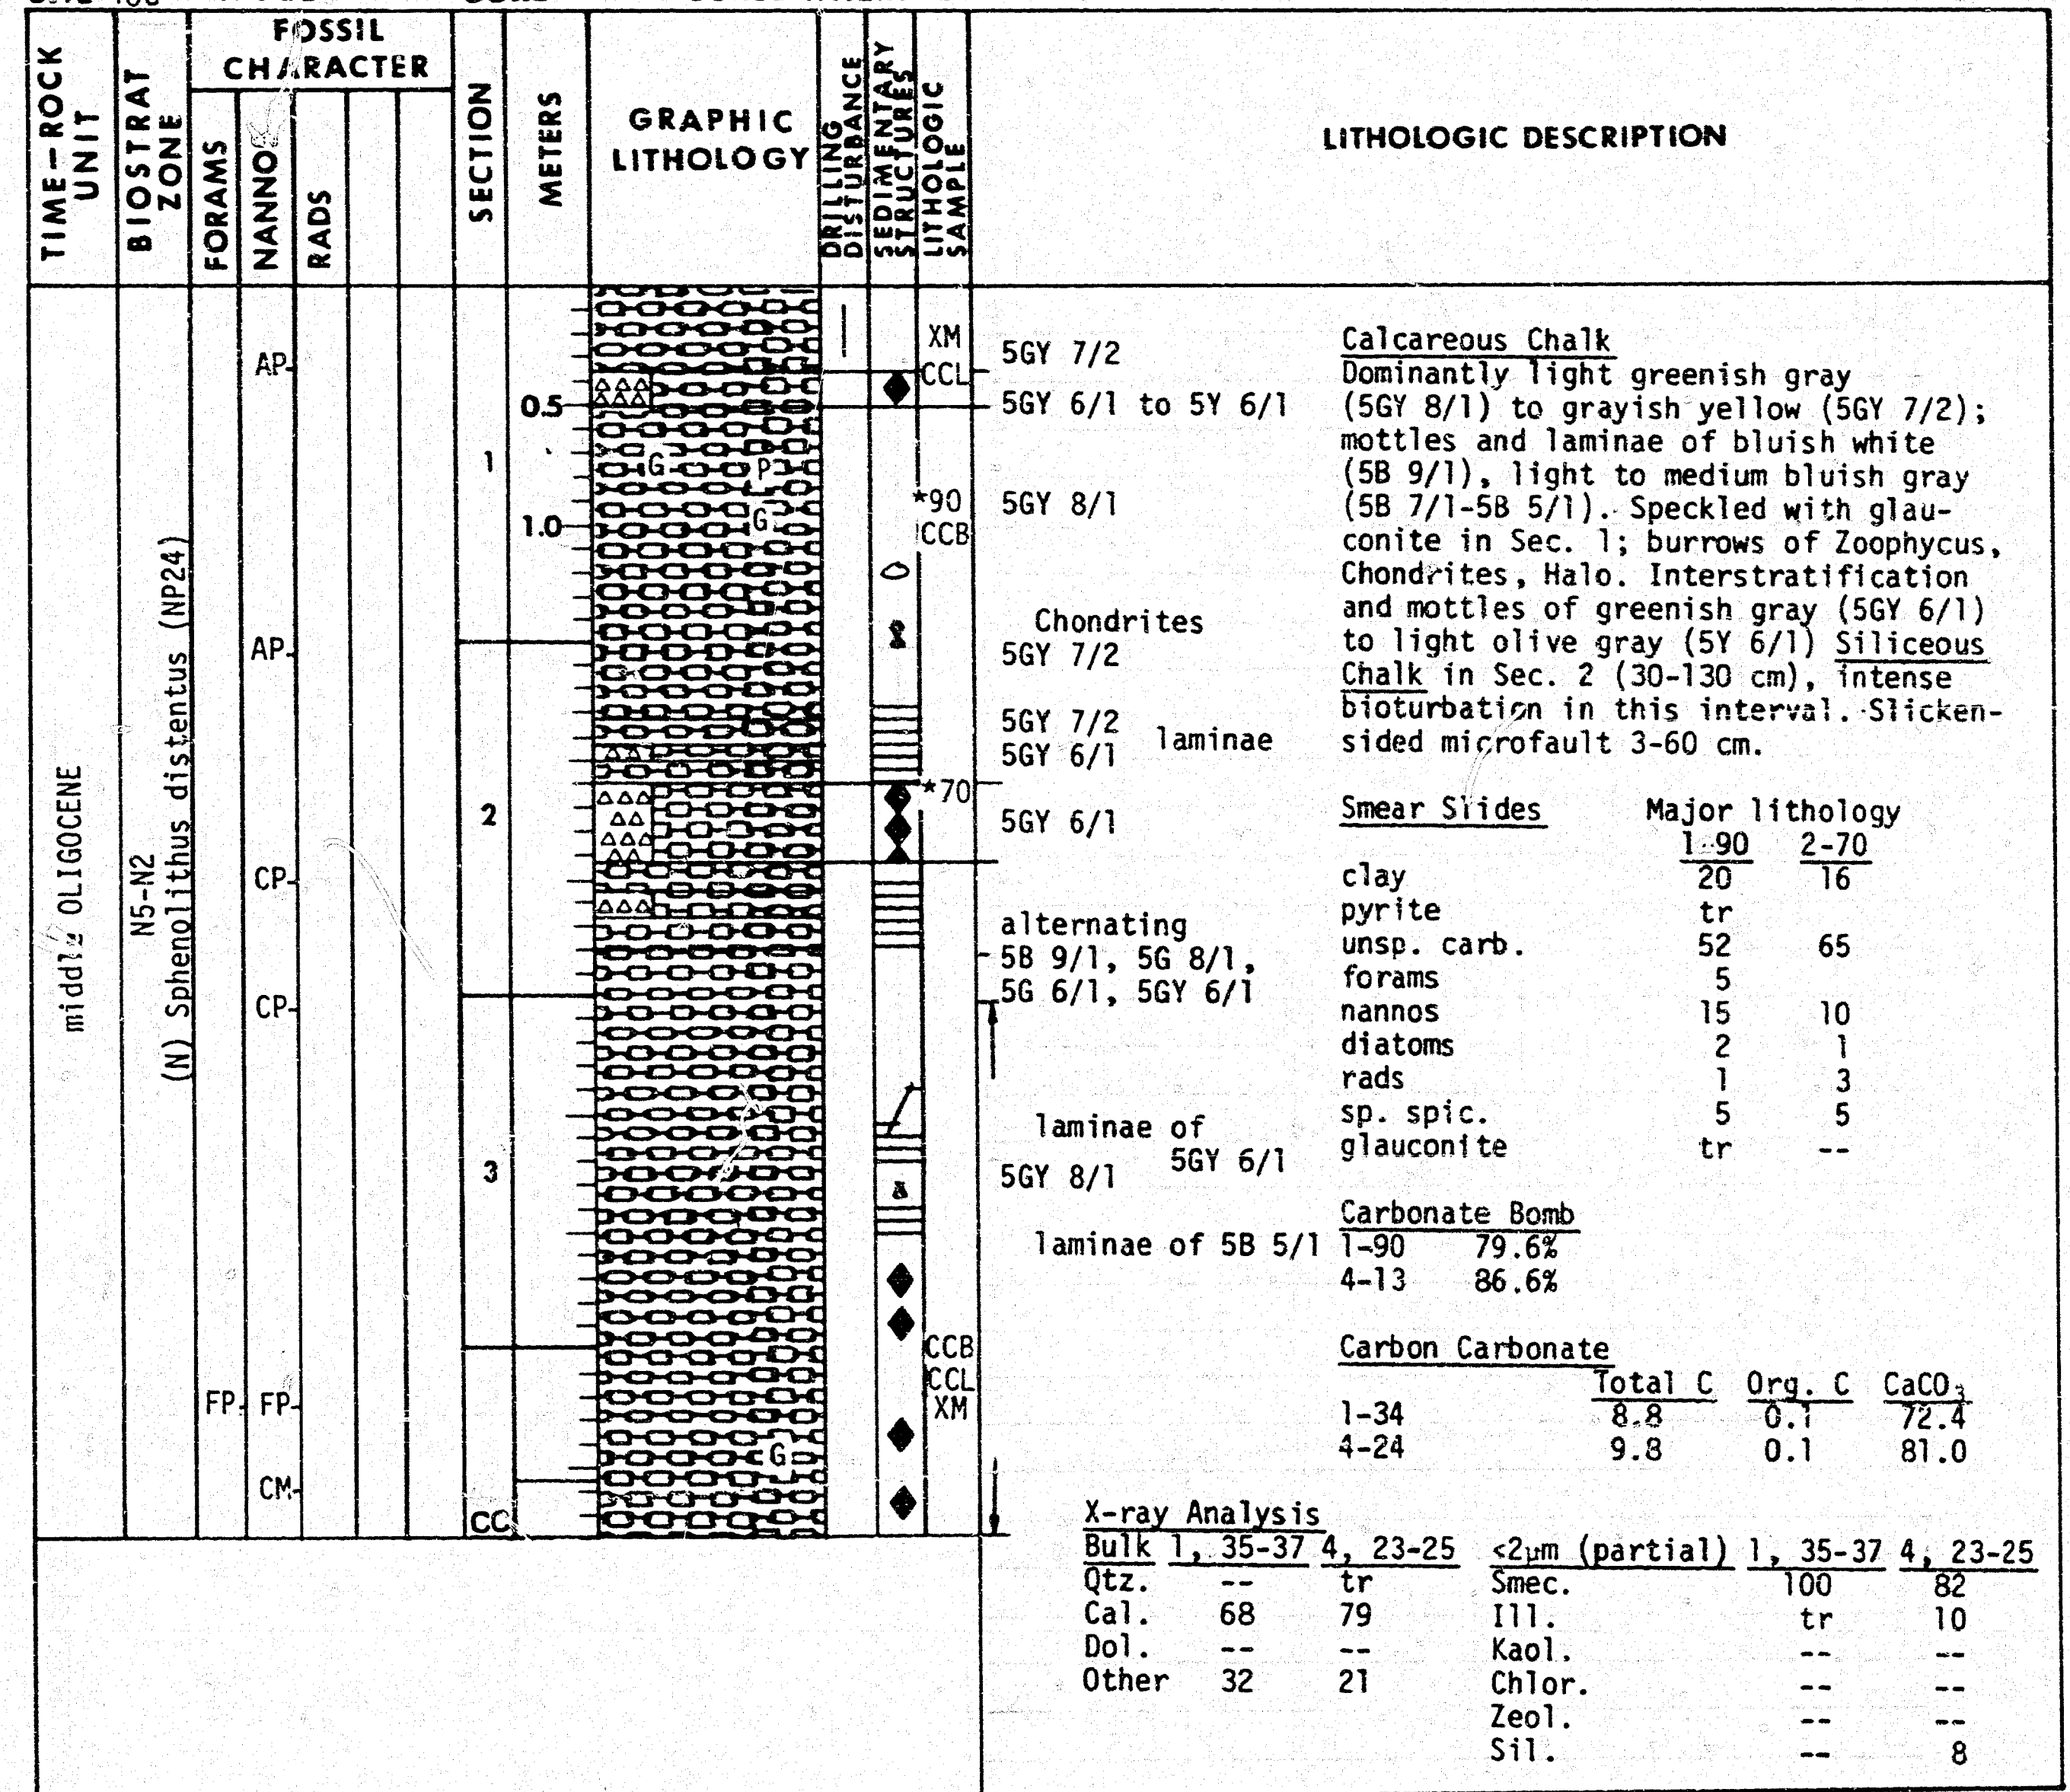 TIME-ROCK UNIT
BIOSTRAT ZONE
FOSSIL CHARACTER
FORAMS
NANNOS
RADS
SECTION
METERS
GRAPHIC LITHOLOGY
DRILLING DISTURBANCE
SEDIMENTARY STRUCTURES
LITHOLOGIC SAMPLE
LITHOLOGIC DESCRIPTION
middle OLIGOCENE
N5-N2
(N) Sphenolithus distentus (NP24)
AP
AP
CP
CP
FP FP
CM
1
2
3
CC
0.5
1.0
G P
G
G
XM
CCL
*90
CCB
*70
CCB
CCL
XM
5GY 7/2
5GY 6/1 to 5Y 6/1
5GY 8/1
Chondrites
5GY 7/2
5GY 7/2
5GY 6/1
laminae
5GY 6/1
alternating
5B 9/1, 5G 8/1,
5G 6/1, 5GY 6/1
laminae of
5GY 6/1
5GY 8/1
laminae of 5B 5/1
Calcareous Chalk
Dominantly light greenish gray
(5GY 8/1) to grayish yellow (5GY 7/2);
mottles and laminae of bluish white
(5B 9/1), light to medium bluish gray
(5B 7/1-5B 5/1). Speckled with glau-
conite in Sec. 1; burrows of Zoophycus,
Chondrites, Halo. Interstratification
and mottles of greenish gray (5GY 6/1)
to light olive gray (5Y 6/1) Siliceous
Chalk in Sec. 2 (30-130 cm), intense
bioturbation in this interval. Slicken-
sided microfault 3-60 cm.
Smear Slides Major lithology
1-90 2-70
clay 20 16
pyrite tr
unsp. carb. 52 65
forams 5
nannos 15 10
diatoms 2 1
rads 1 3
sp. spic. 5 5
glauconite tr --
Carbonate Bomb
1-90 79.6%
4-13 86.6%
Carbon Carbonate
Total C Org. C CaCO₃
1-34 8.8 0.1 72.4
4-24 9.8 0.1 81.0
X-ray Analysis
Bulk 1, 35-37 4, 23-25 <2µm (partial) 1, 35-37 4, 23-25
Qtz. -- tr Smec. 100 82
Cal. 68 79 Ill. tr 10
Dol. -- -- Kaol. -- --
Other 32 21 Chlor. -- --
Zeol. -- --
Sil. -- 8